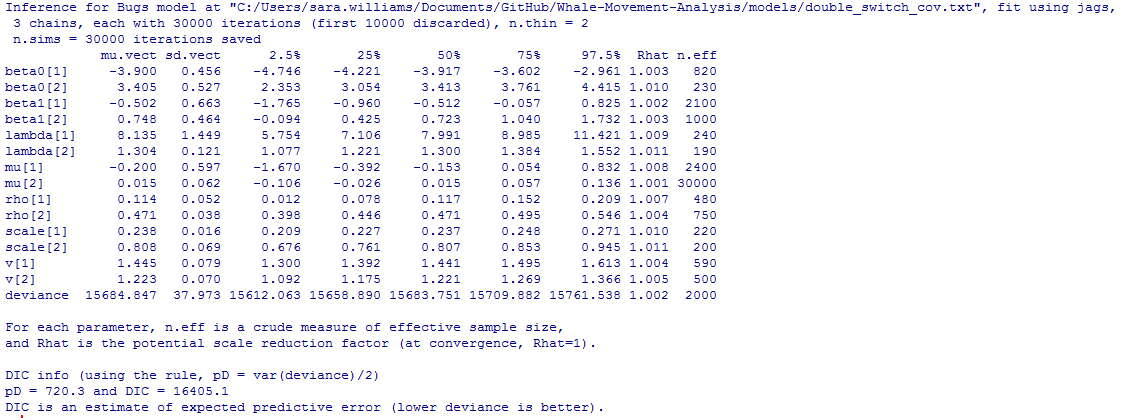 Inference for Bugs model at "C:/Users/sara.williams/Documents/GitHub/Whale-Movement-Analysis/models/double_switch_cov.txt", fit using jags,
 3 chains, each with 30000 iterations (first 10000 discarded), n.thin = 2
 n.sims = 30000 iterations saved
            mu.vect sd.vect      2.5%       25%       50%       75%     97.5%  Rhat n.eff
beta0[1]     -3.900   0.456    -4.746    -4.221    -3.917    -3.602    -2.961 1.003   820
beta0[2]      3.405   0.527     2.353     3.054     3.413     3.761     4.415 1.010   230
beta1[1]     -0.502   0.663    -1.765    -0.960    -0.512    -0.057     0.825 1.002  2100
beta1[2]      0.748   0.464    -0.094     0.425     0.723     1.040     1.732 1.003  1000
lambda[1]     8.135   1.449     5.754     7.106     7.991     8.985    11.421 1.009   240
lambda[2]     1.304   0.121     1.077     1.221     1.300     1.384     1.552 1.011   190
mu[1]        -0.200   0.597    -1.670    -0.392    -0.153     0.054     0.832 1.008  2400
mu[2]         0.015   0.062    -0.106    -0.026     0.015     0.057     0.136 1.001 30000
rho[1]        0.114   0.052     0.012     0.078     0.117     0.152     0.209 1.007   480
rho[2]        0.471   0.038     0.398     0.446     0.471     0.495     0.546 1.004   750
scale[1]      0.238   0.016     0.209     0.227     0.237     0.248     0.271 1.010   220
scale[2]      0.808   0.069     0.676     0.761     0.807     0.853     0.945 1.011   200
v[1]          1.445   0.079     1.300     1.392     1.441     1.495     1.613 1.004   590
v[2]          1.223   0.070     1.092     1.175     1.221     1.269     1.366 1.005   500
deviance  15684.847  37.973 15612.063 15658.890 15683.751 15709.882 15761.538 1.002  2000

For each parameter, n.eff is a crude measure of effective sample size,
and Rhat is the potential scale reduction factor (at convergence, Rhat=1).

DIC info (using the rule, pD = var(deviance)/2)
pD = 720.3 and DIC = 16405.1
DIC is an estimate of expected predictive error (lower deviance is better).